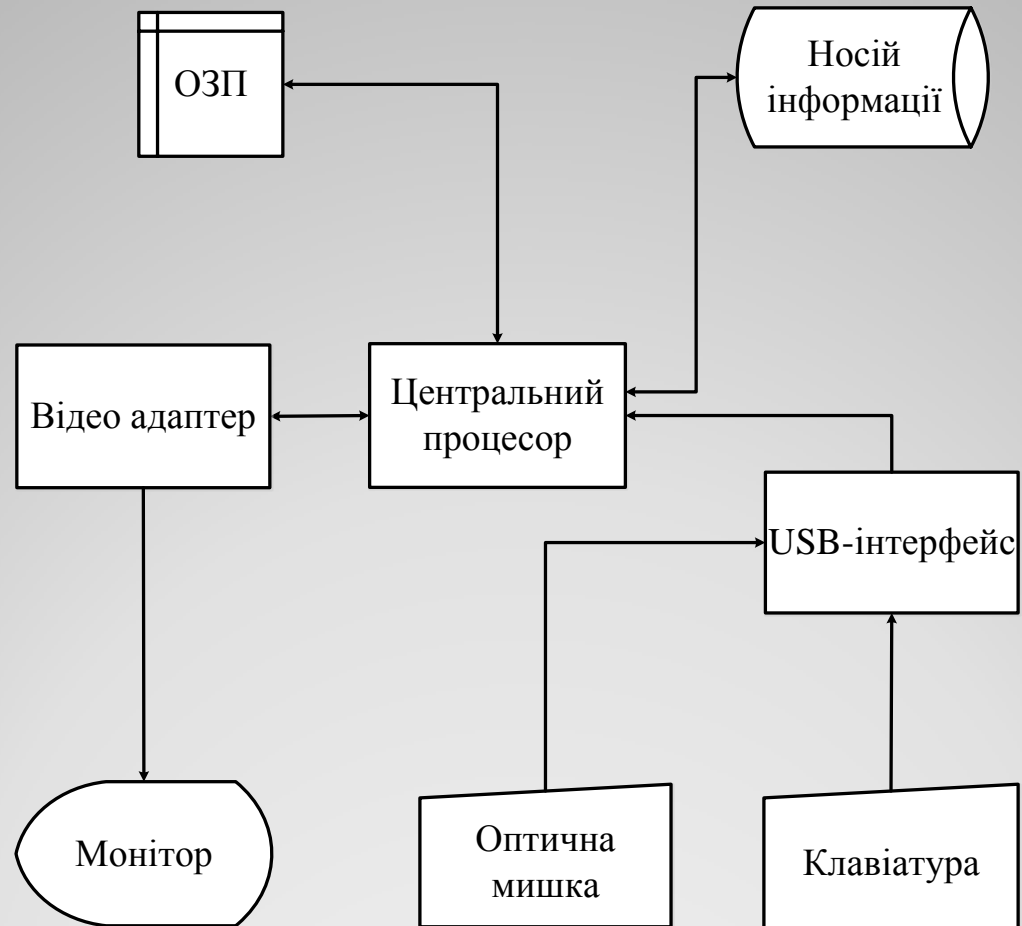 ОЗП
Носій
інформації
Відео адаптер
Центральний
процесор
USB-інтерфейс
Монітор
Оптична
мишка
Клавіатура